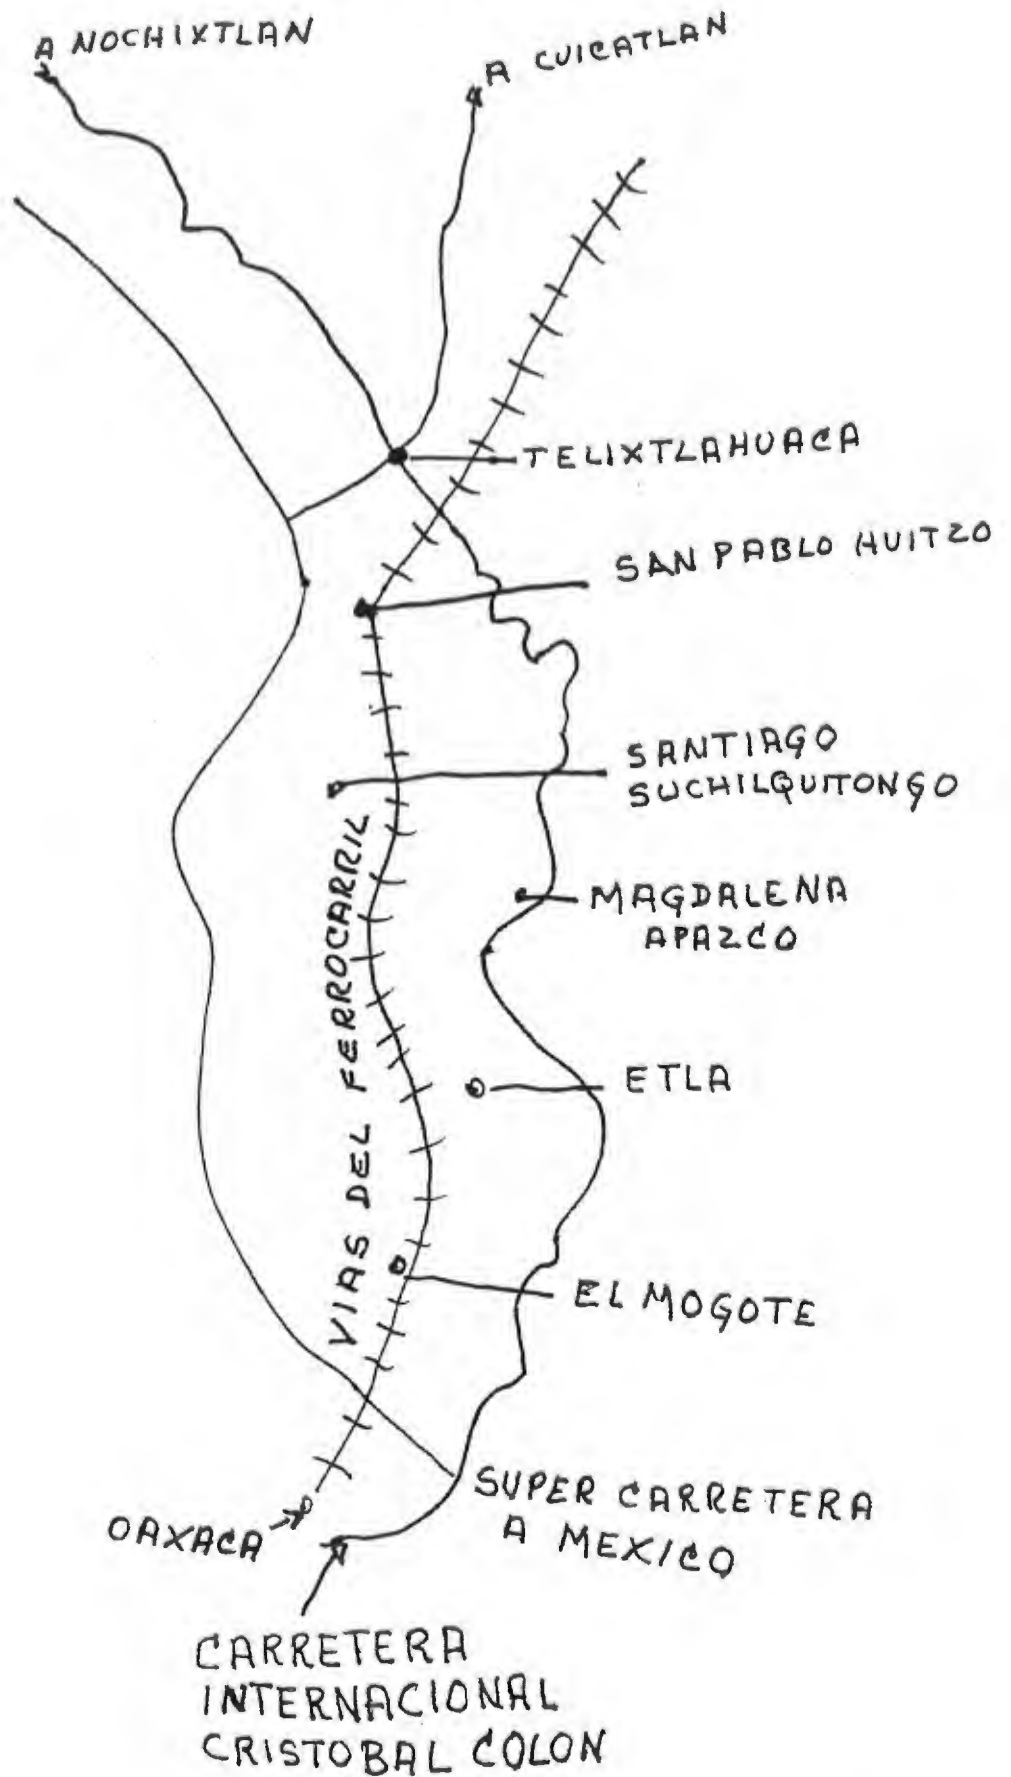 A NOCHIXTLAN
A CUICATLAN
TELIXTLAHUACA
SAN PABLO HUITZO
SANTIAGO
SUCHILQUITONGO
MAGDALENA
APAZCO
VIAS DEL FERROCARRIL
ETLA
EL MOGOTE
SUPER CARRETERA
A MEXICO
OAXACA
CARRETERA
INTERNACIONAL
CRISTOBAL COLON